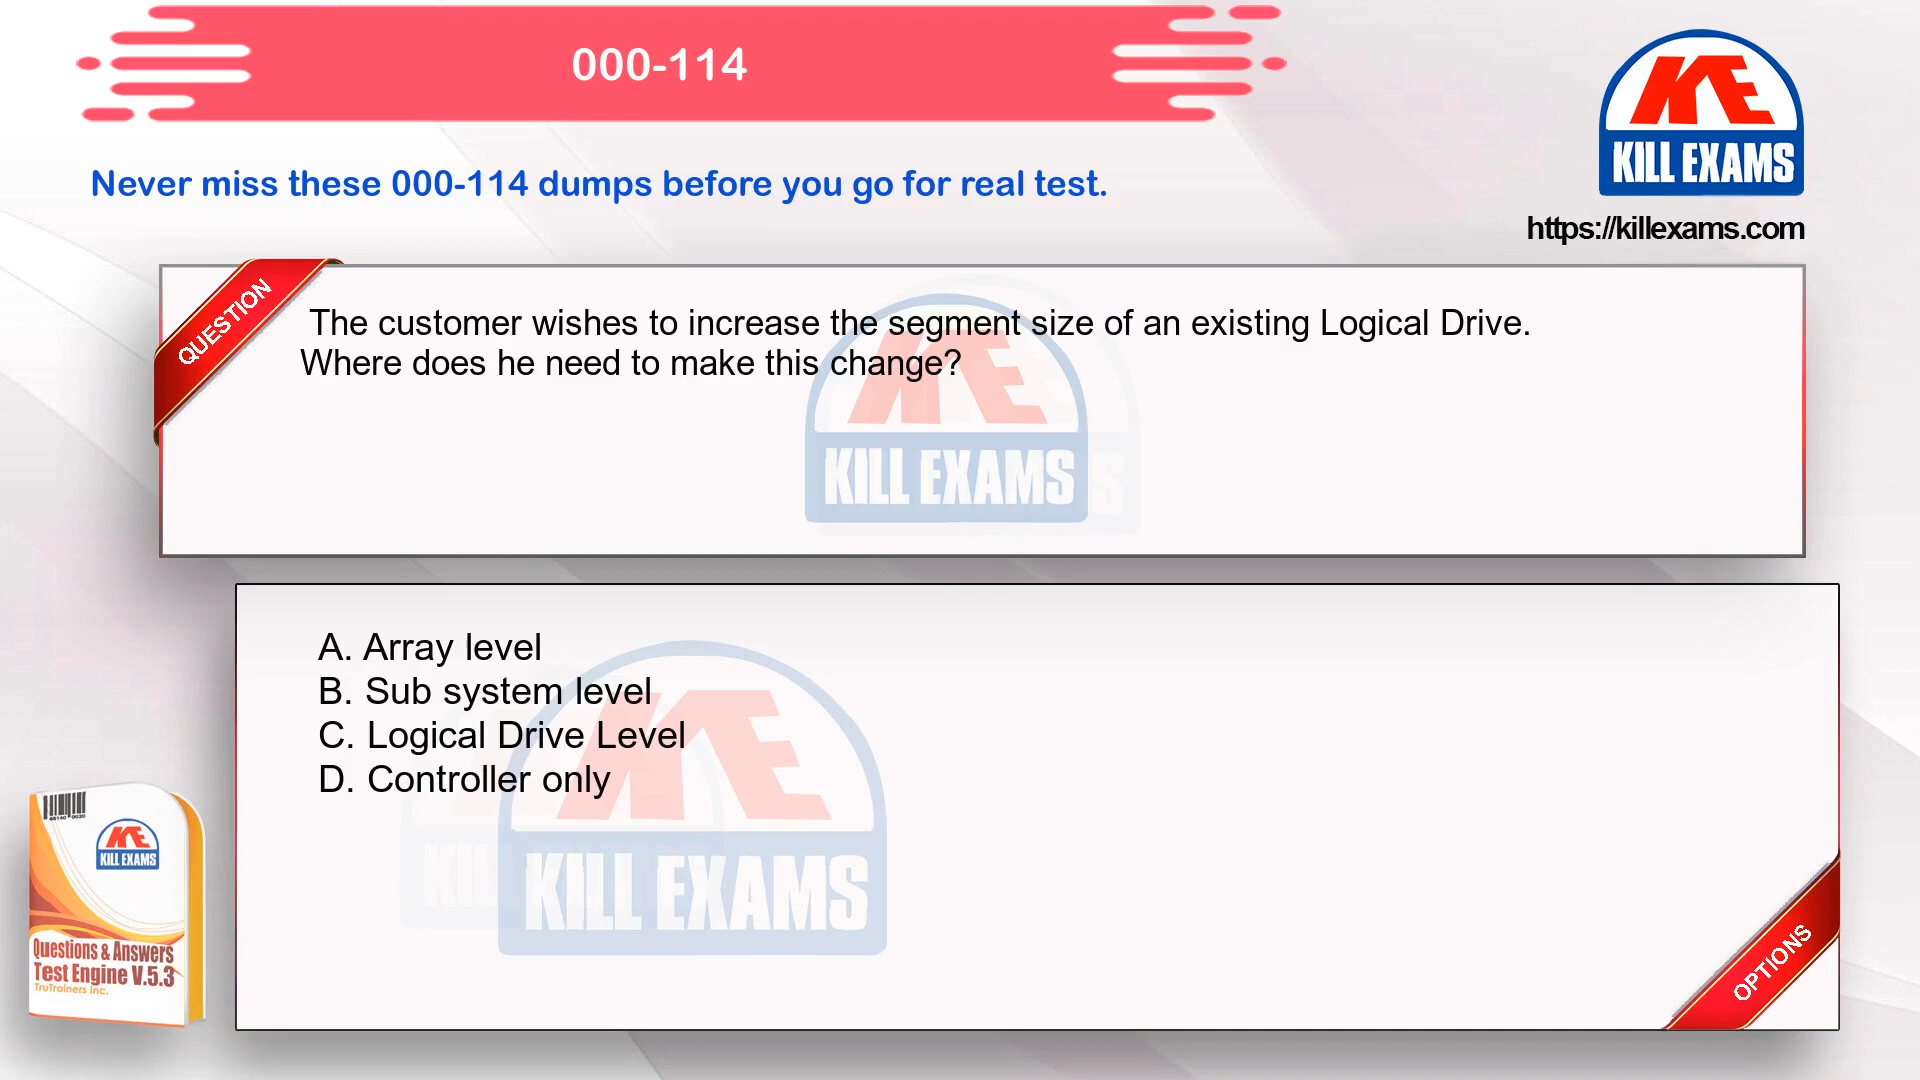 000-114
KILL EXAMS
Never miss these 000-114 dumps before you go for real test.
https://killexams.com
QUESTION
The customer wishes to increase the segment size of an existing Logical Drive.
Where does he need to make this change?
KILL EXAMS
A. Array level
B. Sub system level
C. Logical Drive Level
D. Controller only
KILL EXAMS
KILL EXAMS
Questions & Answers
Test Engine V.5.3
TruTrainers Inc.
OPTIONS